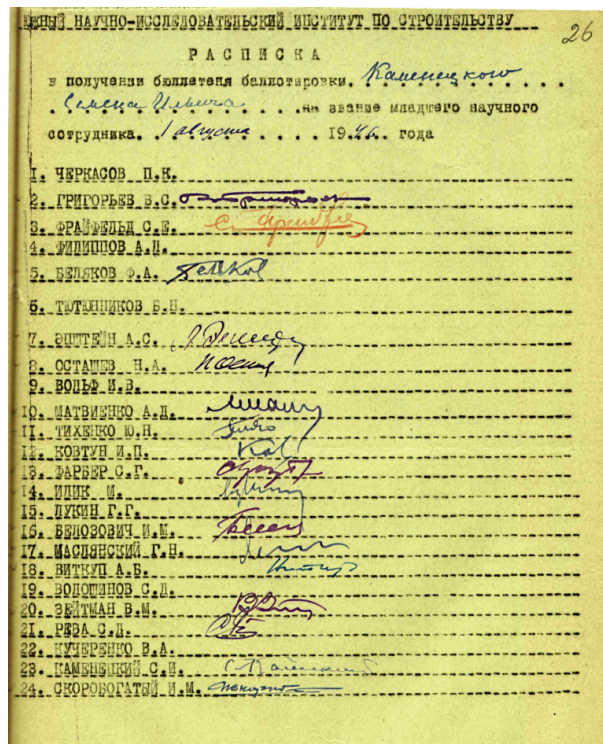 НАУЧНО-ИССЛЕДОВАТЕЛЬСКИЙ ИНСТИТУТ ПО СТРОИТЕЛЬСТВУ
26
РАСПИСКА
в получении бюллетеня баллотировки Каменецкого
Семена Ильича на звание младшего научного
сотрудника. 1 августа 1946. года
1. ЧЕРКАСОВ П.К.
2. ГРИГОРЬЕВ В.С.
3. ФРАЙФЕЛЬД С.Е.
4. ФИЛИППОВ А.П.
5. БЕЛЯКОВ Ф.А.
6. ТЮТЮННИКОВ Б.Н.
7. ЭПШТЕЙН А.С.
8. ОСТАШЕВ Н.А.
9. ВОЛЬФ И.В.
10. МАТВИЕНКО А.Д.
11. ТИХЕНКО Ю.Н.
12. КОВТУН И.П.
13. ФАРБЕР С.Г.
14. ИЛИК М.
15. ЛУКИН Г.Г.
16. БЕЛОЗОВИЧ И.М.
17. МАСЛЯНСКИЙ Г.Н.
18. ВИТКУП А.Б.
19. ВОЛОШИНОВ С.Д.
20. ЗЕЙТМАН В.М.
21. РЕВА С.Д.
22. КУЧЕРЕНКО В.А.
23. КАМЕНЕЦКИЙ С.И.
24. СКОРОБОГАТЫЙ И.М.